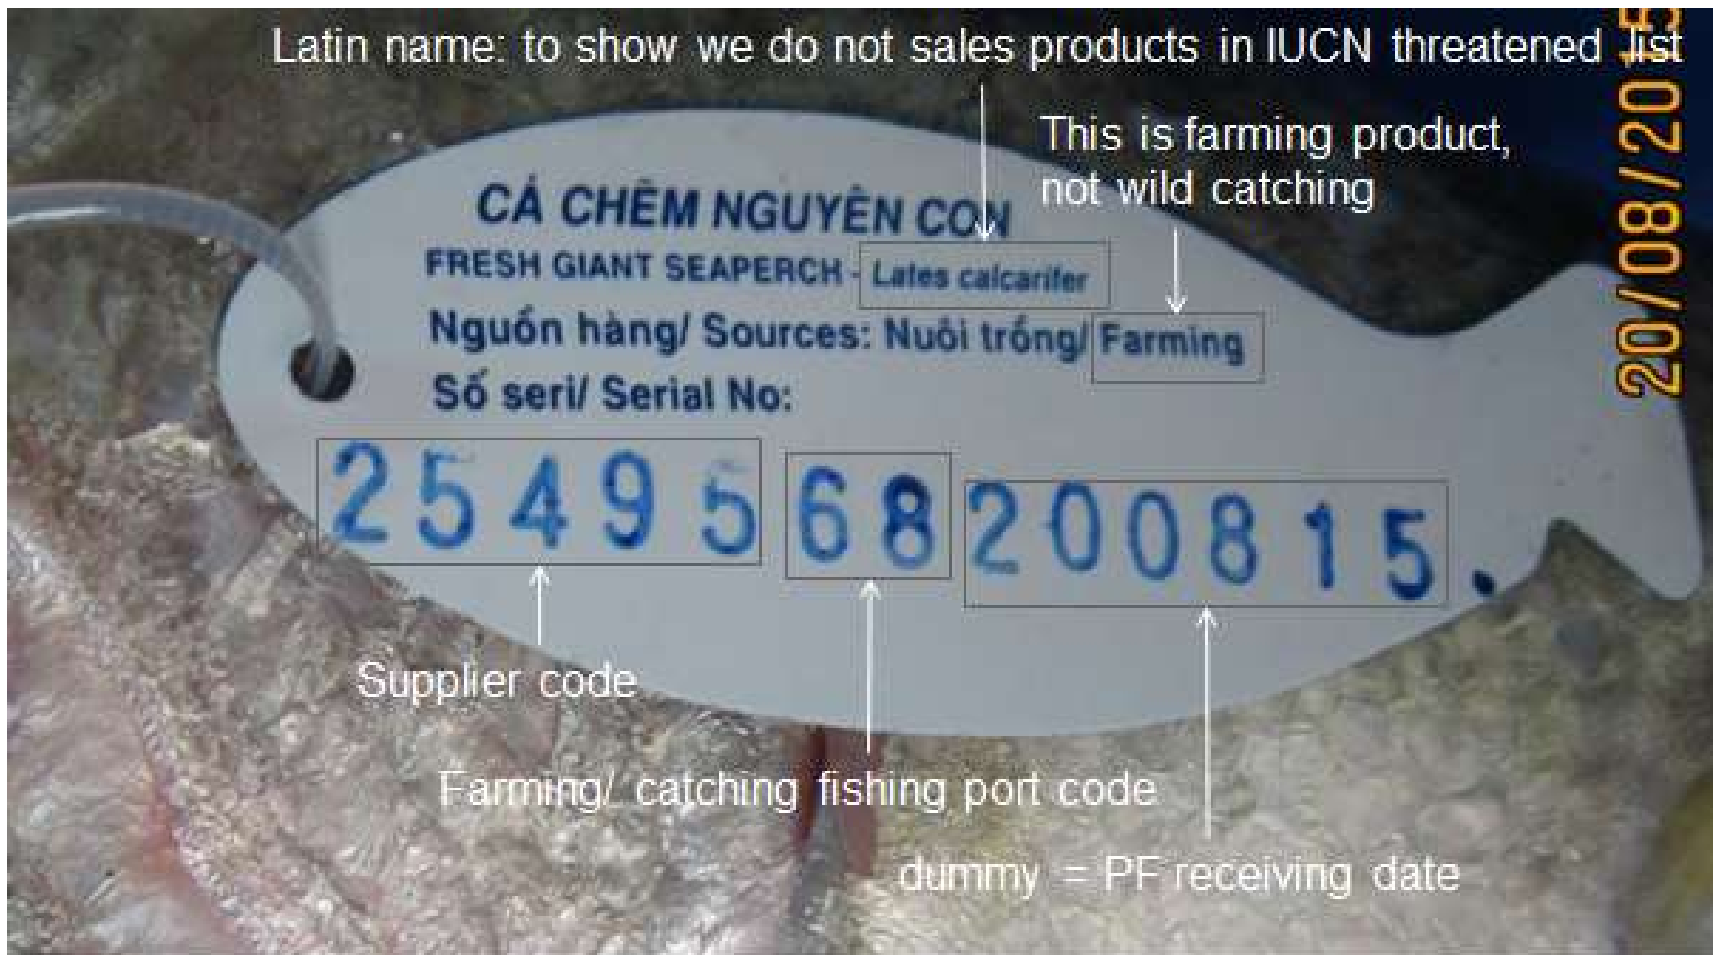 Latin name: to show we do not sales products in IUCN threatened list
This is farming product,
not wild catching
CÁ CHẼM NGUYÊN CON
FRESH GIANT SEAPERCH - Lates calcarifer
Nguồn hàng/ Sources: Nuôi trồng/ Farming
Số seri/ Serial No:
25495 68 200815.
Supplier code
Farming/ catching fishing port code
dummy = PF receiving date
20/08/2015